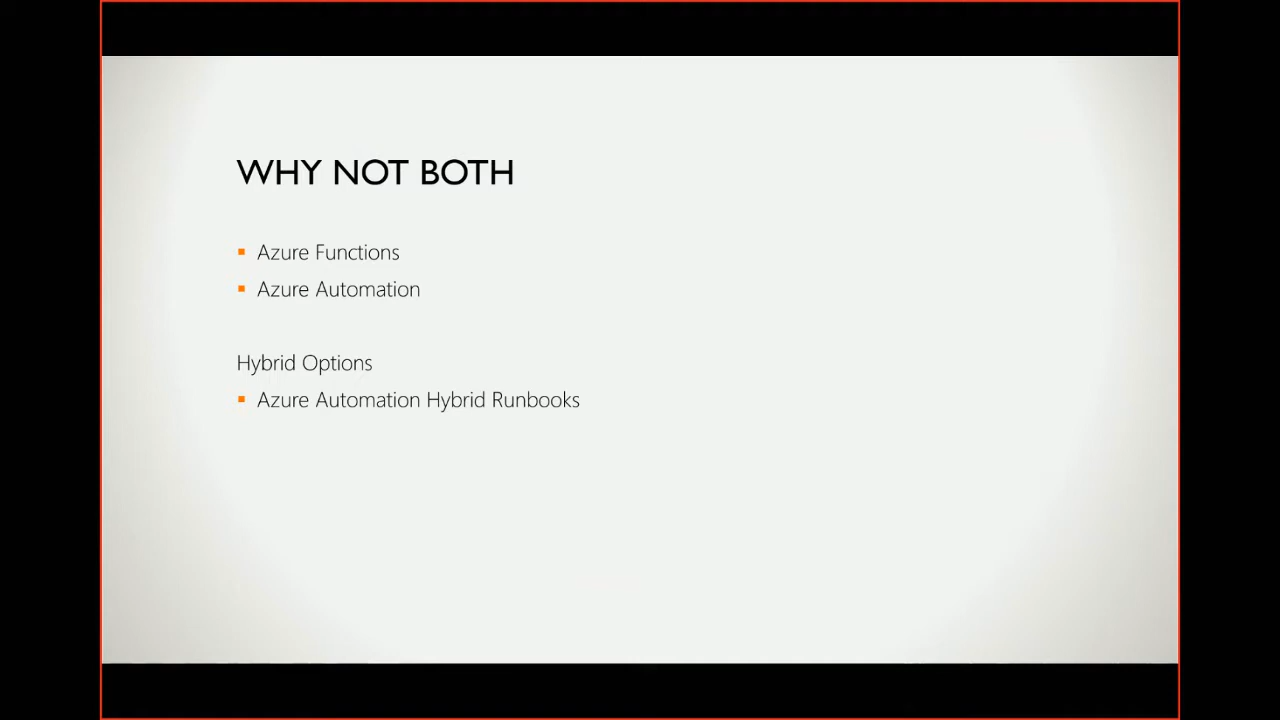 WHY NOT BOTH
Azure Functions
Azure Automation
Hybrid Options
Azure Automation Hybrid Runbooks